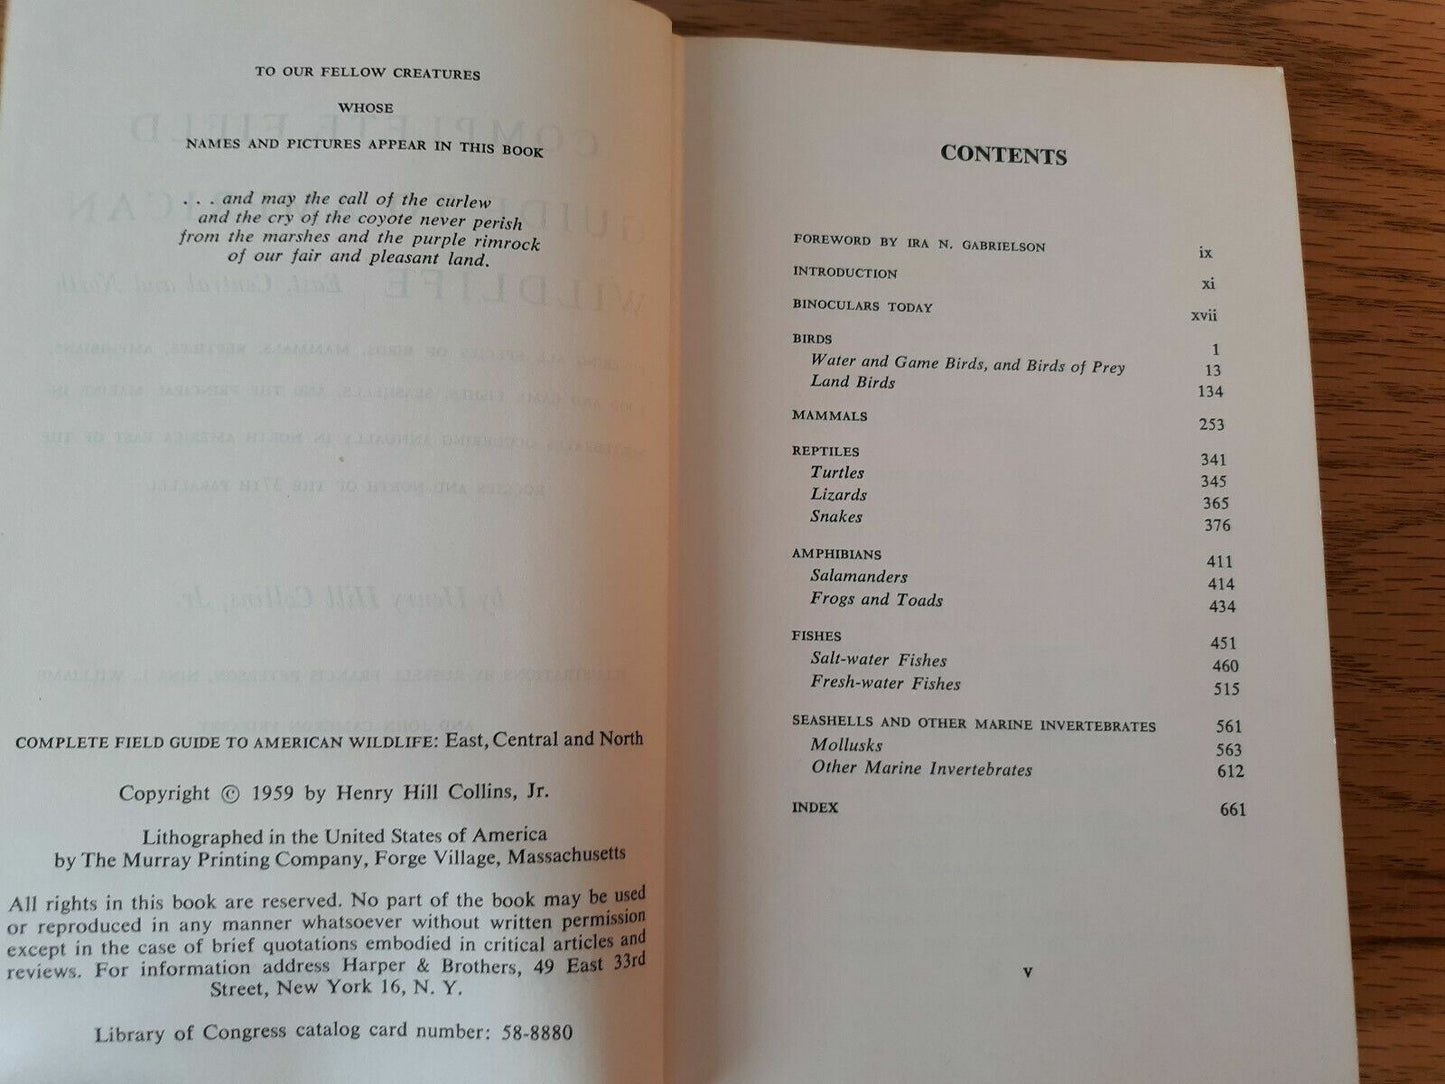 TO OUR FELLOW CREATURES
WHOSE
NAMES AND PICTURES APPEAR IN THIS BOOK
. . . and may the call of the curlew
and the cry of the coyote never perish
from the marshes and the purple rimrock
of our fair and pleasant land.
COMPLETE FIELD GUIDE TO AMERICAN WILDLIFE: East, Central and North
Copyright © 1959 by Henry Hill Collins, Jr.
Lithographed in the United States of America
by The Murray Printing Company, Forge Village, Massachusetts
All rights in this book are reserved. No part of the book may be used
or reproduced in any manner whatsoever without written permission
except in the case of brief quotations embodied in critical articles and
reviews. For information address Harper & Brothers, 49 East 33rd
Street, New York 16, N. Y.
Library of Congress catalog card number: 58-8880
CONTENTS
FOREWORD BY IRA N. GABRIELSON ix
INTRODUCTION xi
BINOCULARS TODAY xvii
BIRDS 1
Water and Game Birds, and Birds of Prey 13
Land Birds 134
MAMMALS 253
REPTILES 341
Turtles 345
Lizards 365
Snakes 376
AMPHIBIANS 411
Salamanders 414
Frogs and Toads 434
FISHES 451
Salt-water Fishes 460
Fresh-water Fishes 515
SEASHELLS AND OTHER MARINE INVERTEBRATES 561
Mollusks 563
Other Marine Invertebrates 612
INDEX 661
v